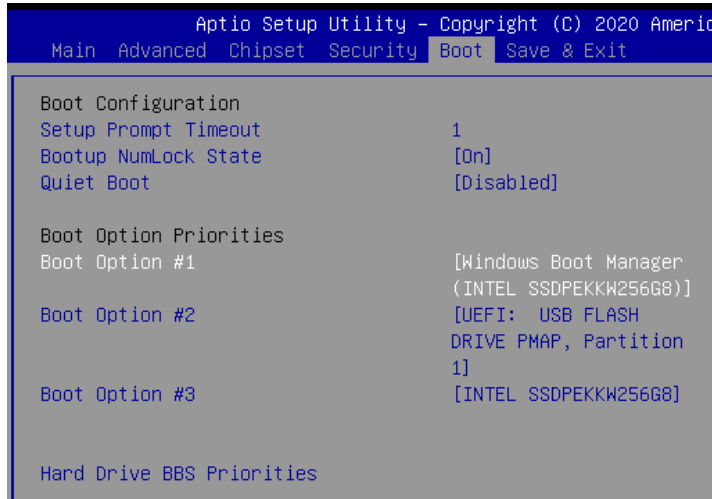 Aptio Setup Utility – Copyright (C) 2020 Americ
Main Advanced Chipset Security Boot Save & Exit
Boot Configuration
Setup Prompt Timeout 1
Bootup NumLock State [On]
Quiet Boot [Disabled]
Boot Option Priorities
Boot Option #1 [Windows Boot Manager
(INTEL SSDPEKKW256G8)]
Boot Option #2 [UEFI: USB FLASH
DRIVE PMAP, Partition
1]
Boot Option #3 [INTEL SSDPEKKW256G8]
Hard Drive BBS Priorities